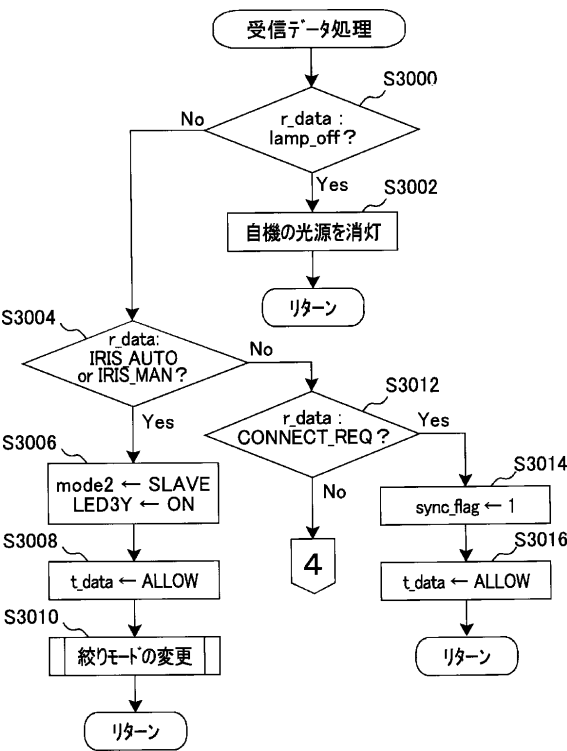 受信データ処理
S3000
r_data :
lamp_off?
No
Yes
S3002
自機の光源を消灯
リターン
S3004
r_data:
IRIS_AUTO
or IRIS_MAN?
No
Yes
S3012
r_data :
CONNECT_REQ?
Yes
No
S3006
mode2 ← SLAVE
LED3Y ← ON
S3014
sync_flag ← 1
S3008
t_data ← ALLOW
4
S3016
t_data ← ALLOW
S3010
絞りモードの変更
リターン
リターン